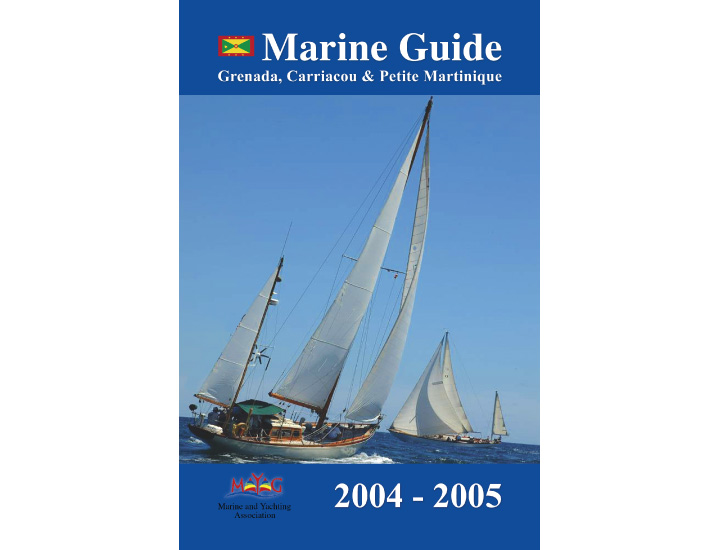 Marine Guide
Grenada, Carriacou & Petite Martinique
MAYAG
Marine and Yachting
Association
2004 - 2005